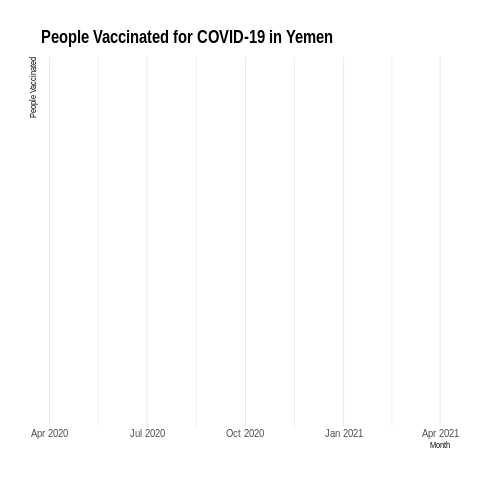 People Vaccinated for COVID-19 in Yemen
People Vaccinated
Apr 2020
Jul 2020
Oct 2020
Jan 2021
Apr 2021
Month